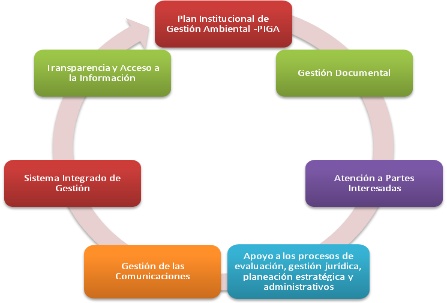 Plan Institucional de
Gestión Ambiental -PIGA
Gestión Documental
Atención a Partes
Interesadas
Apoyo a los procesos de
evaluación, gestión jurídica,
planeación estratégica y
administrativos
Gestión de las
Comunicaciones
Sistema Integrado de
Gestión
Transparencia y Acceso a
la Información